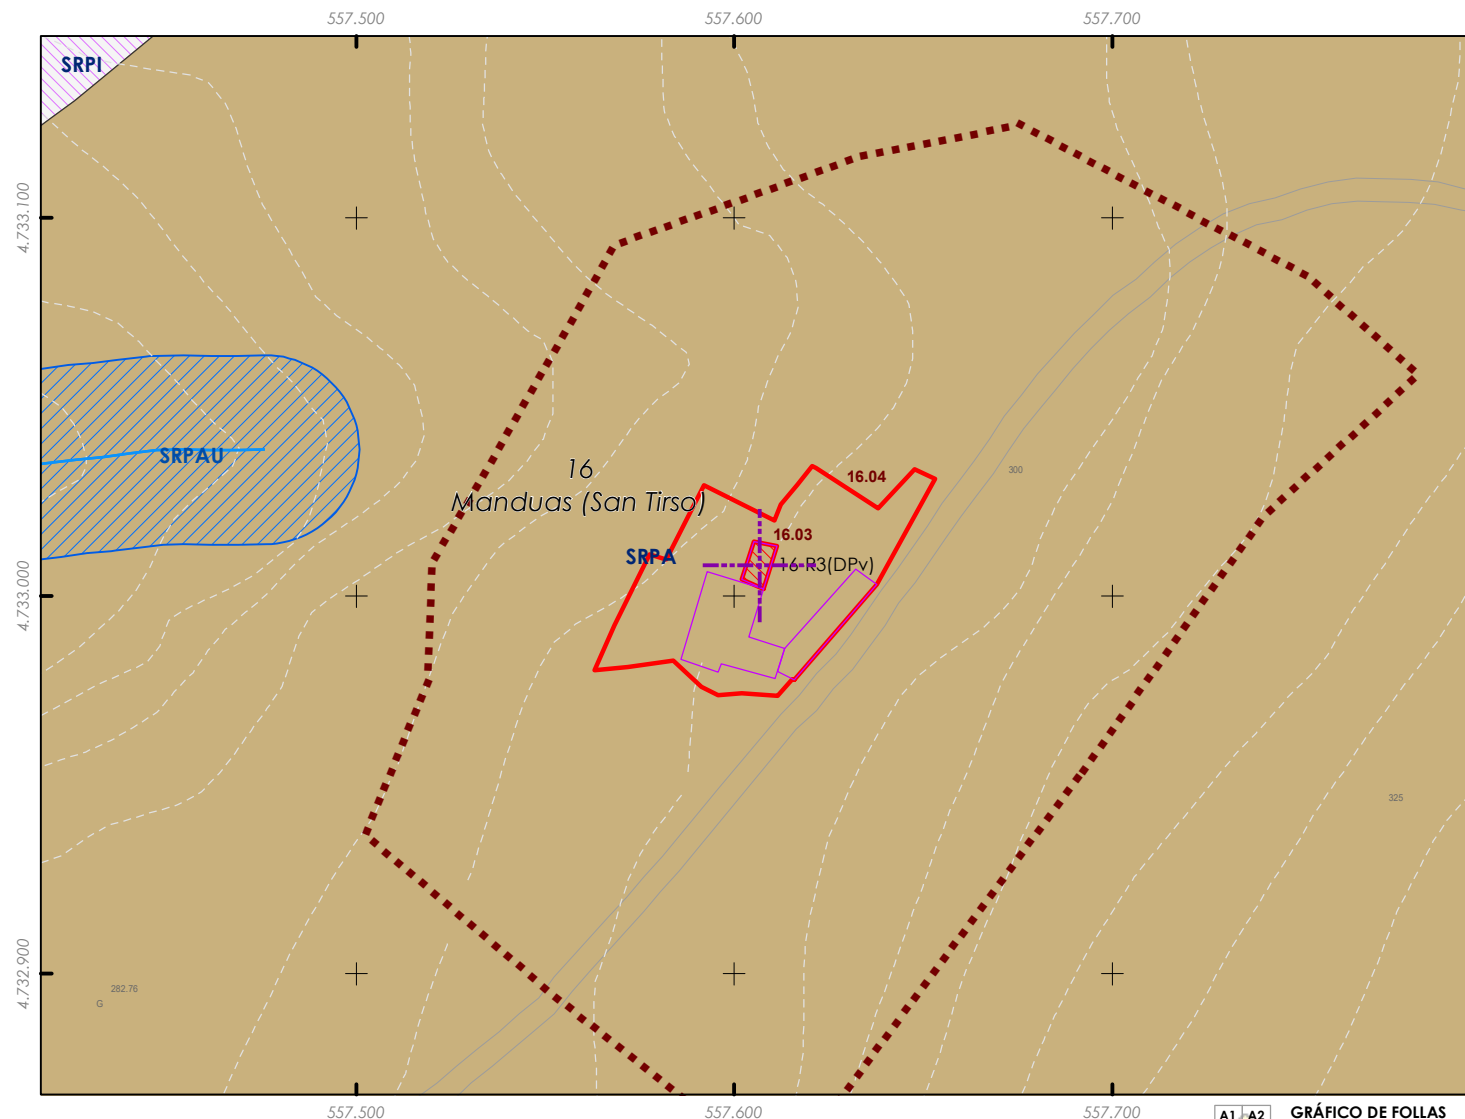 557.500
557.600
557.700
SRPI
4.733.100
SRPAU
16
Manduas (San Tirso)
16.04
300
16.03
SRPA
16-R3(DPv)
4.733.000
325
4.732.900
282.76
G
557.500
557.600
557.700
A1 A2
GRÁFICO DE FOLLAS